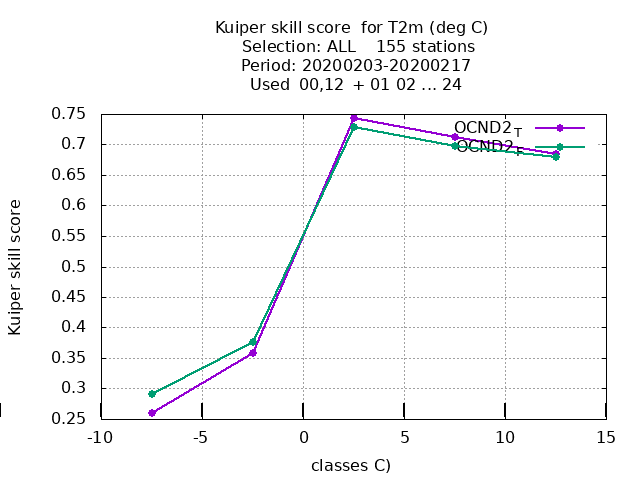 Kuiper skill score  for T2m (deg C)
Selection: ALL    155 stations
Period: 20200203-20200217
Used  00,12  + 01 02 ... 24
0.75
0.7
0.65
0.6
0.55
0.5
0.45
0.4
0.35
0.3
0.25
Kuiper skill score
OCND2T
OCND2F
-10
-5
0
5
10
15
classes C)